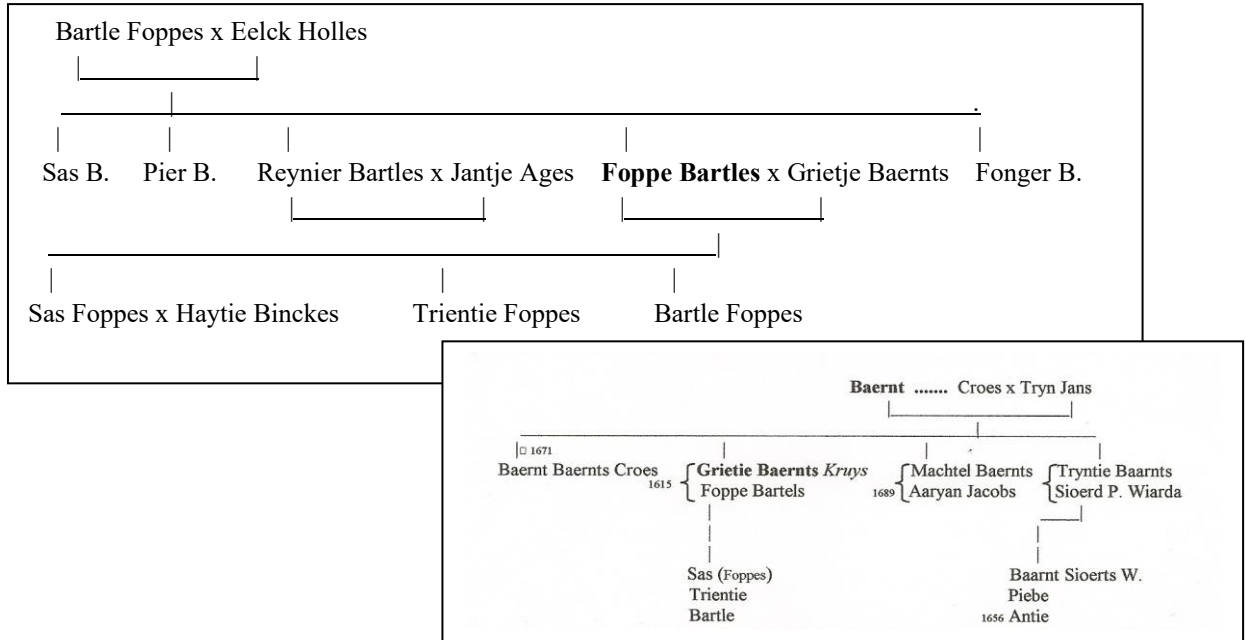 Bartle Foppes x Eelck Holles
Sas B. Pier B. Reynier Bartles x Jantje Ages Foppe Bartles x Grietje Baernts Fonger B.
Sas Foppes x Haytie Binckes Trientie Foppes Bartle Foppes
Baernt ....... Croes x Tryn Jans
□ 1671
Baernt Baernts Croes 1615 Grietie Baernts Kruys Machtel Baernts Tryntie Baarnts
Foppe Bartels 1689 Aaryan Jacobs Sioerd P. Wiarda
Sas (Foppes) Baarnt Sioerts W.
Trientie Piebe
Bartle 1656 Antie